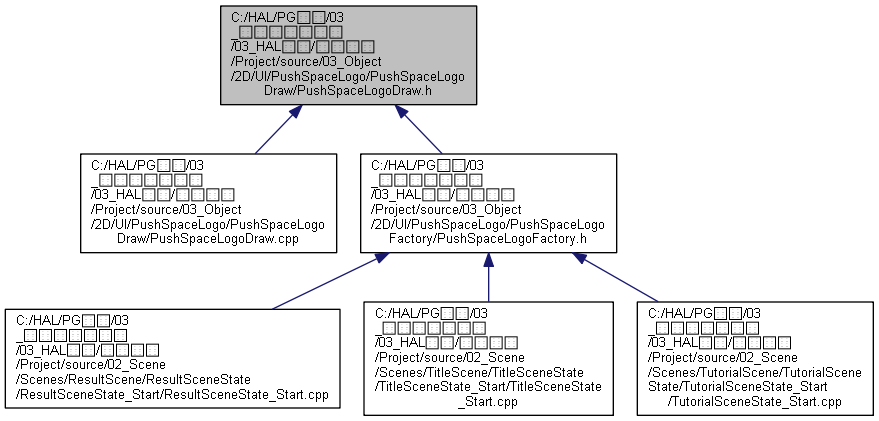 C:/HAL/PG□□/03
_□□□□□□□
/03_HAL□□/□□□□
/Project/source/03_Object
/2D/UI/PushSpaceLogo/PushSpaceLogo
Draw/PushSpaceLogoDraw.h
C:/HAL/PG□□/03
_□□□□□□□
/03_HAL□□/□□□□
/Project/source/03_Object
/2D/UI/PushSpaceLogo/PushSpaceLogo
Draw/PushSpaceLogoDraw.cpp
C:/HAL/PG□□/03
_□□□□□□□
/03_HAL□□/□□□□
/Project/source/03_Object
/2D/UI/PushSpaceLogo/PushSpaceLogo
Factory/PushSpaceLogoFactory.h
C:/HAL/PG□□/03
_□□□□□□□
/03_HAL□□/□□□□
/Project/source/02_Scene
/Scenes/ResultScene/ResultSceneState
/ResultSceneState_Start/ResultSceneState_Start.cpp
C:/HAL/PG□□/03
_□□□□□□□
/03_HAL□□/□□□□
/Project/source/02_Scene
/Scenes/TitleScene/TitleSceneState
/TitleSceneState_Start/TitleSceneState
_Start.cpp
C:/HAL/PG□□/03
_□□□□□□□
/03_HAL□□/□□□□
/Project/source/02_Scene
/Scenes/TutorialScene/TutorialScene
State/TutorialSceneState_Start
/TutorialSceneState_Start.cpp